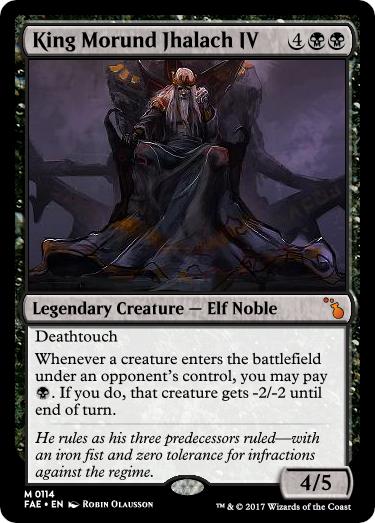 King Morund Jhalach IV 4
Legendary Creature — Elf Noble
Deathtouch
Whenever a creature enters the battlefield
under an opponent's control, you may pay
. If you do, that creature gets -2/-2 until
end of turn.
He rules as his three predecessors ruled—with
an iron fist and zero tolerance for infractions
against the regime.
4/5
M 0114
FAE • EN Robin Olausson
™ & © 2017 Wizards of the Coast